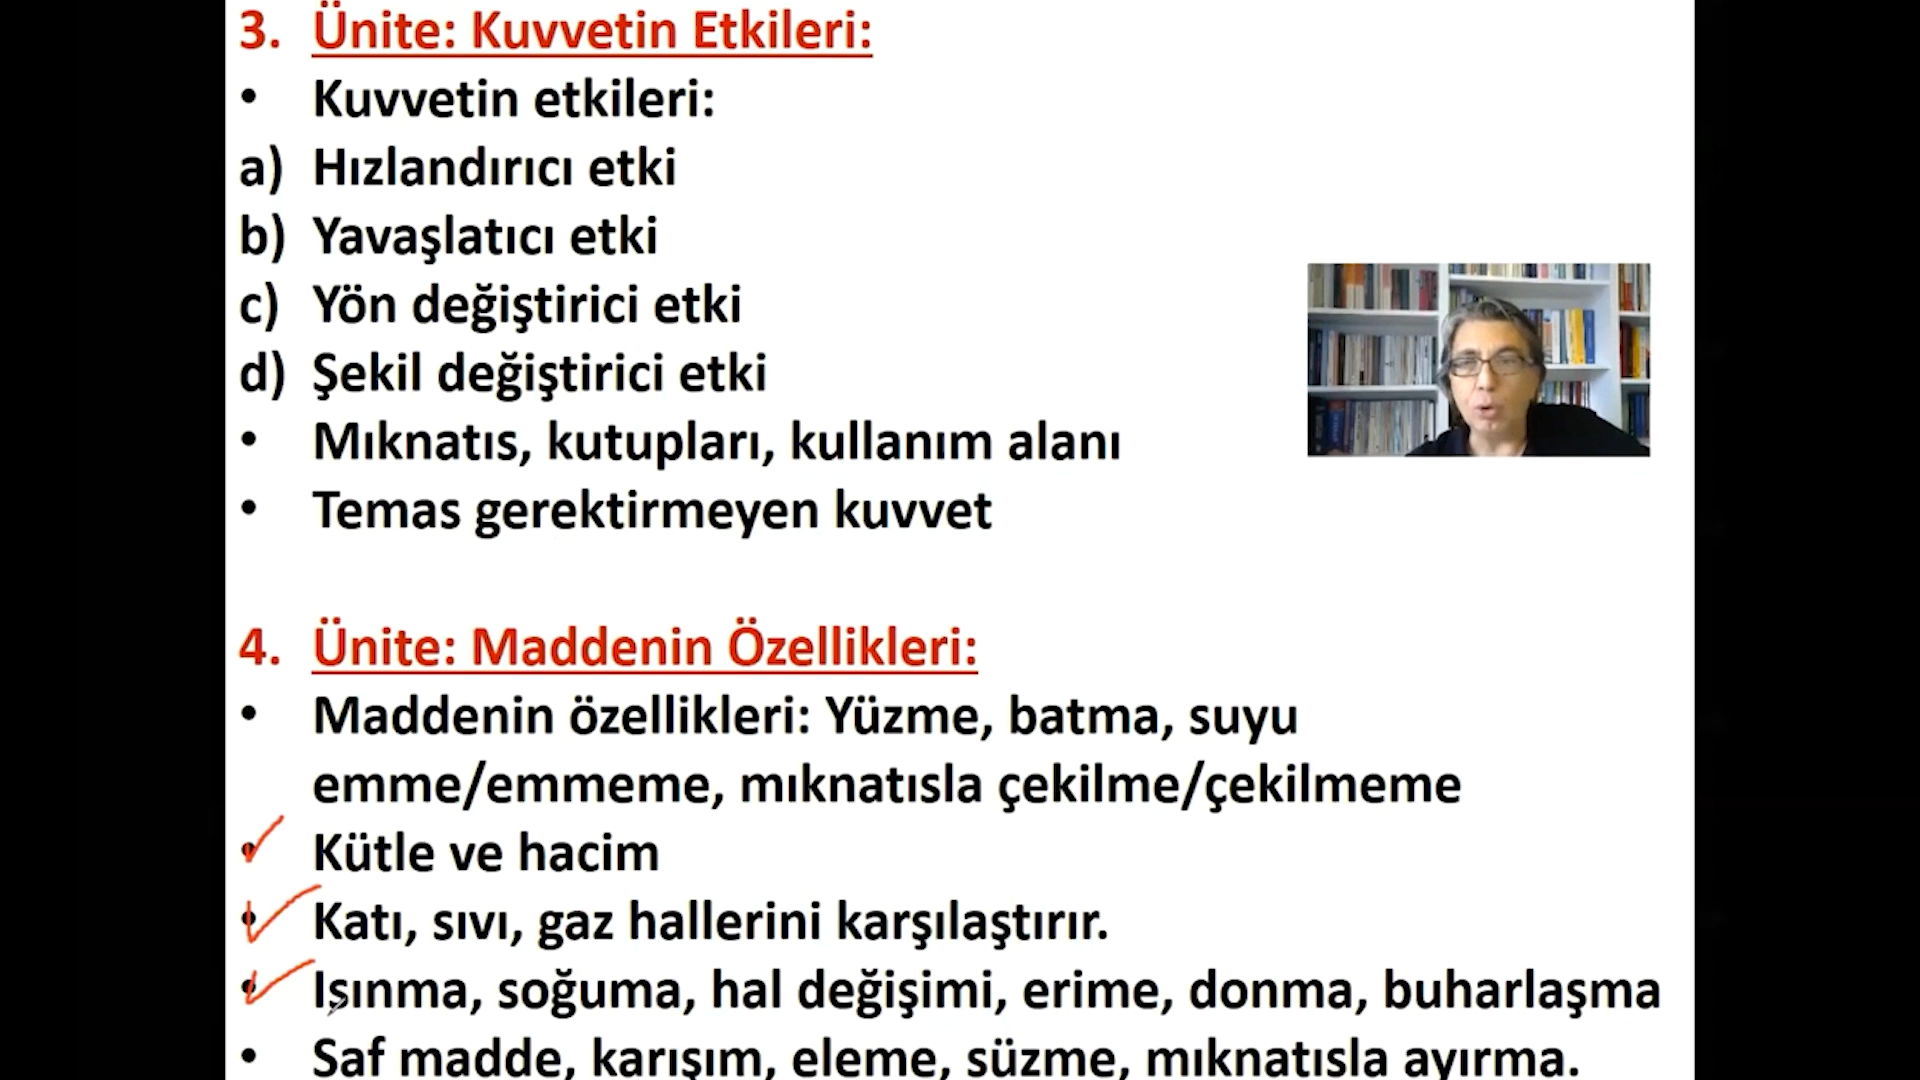 3. Ünite: Kuvvetin Etkileri:
• Kuvvetin etkileri:
a) Hızlandırıcı etki
b) Yavaşlatıcı etki
c) Yön değiştirici etki
d) Şekil değiştirici etki
• Mıknatıs, kutupları, kullanım alanı
• Temas gerektirmeyen kuvvet
4. Ünite: Maddenin Özellikleri:
• Maddenin özellikleri: Yüzme, batma, suyu
emme/emmeme, mıknatısla çekilme/çekilmeme
• Kütle ve hacim
• Katı, sıvı, gaz hallerini karşılaştırır.
• Isınma, soğuma, hal değişimi, erime, donma, buharlaşma
• Saf madde, karışım, eleme, süzme, mıknatısla ayırma.